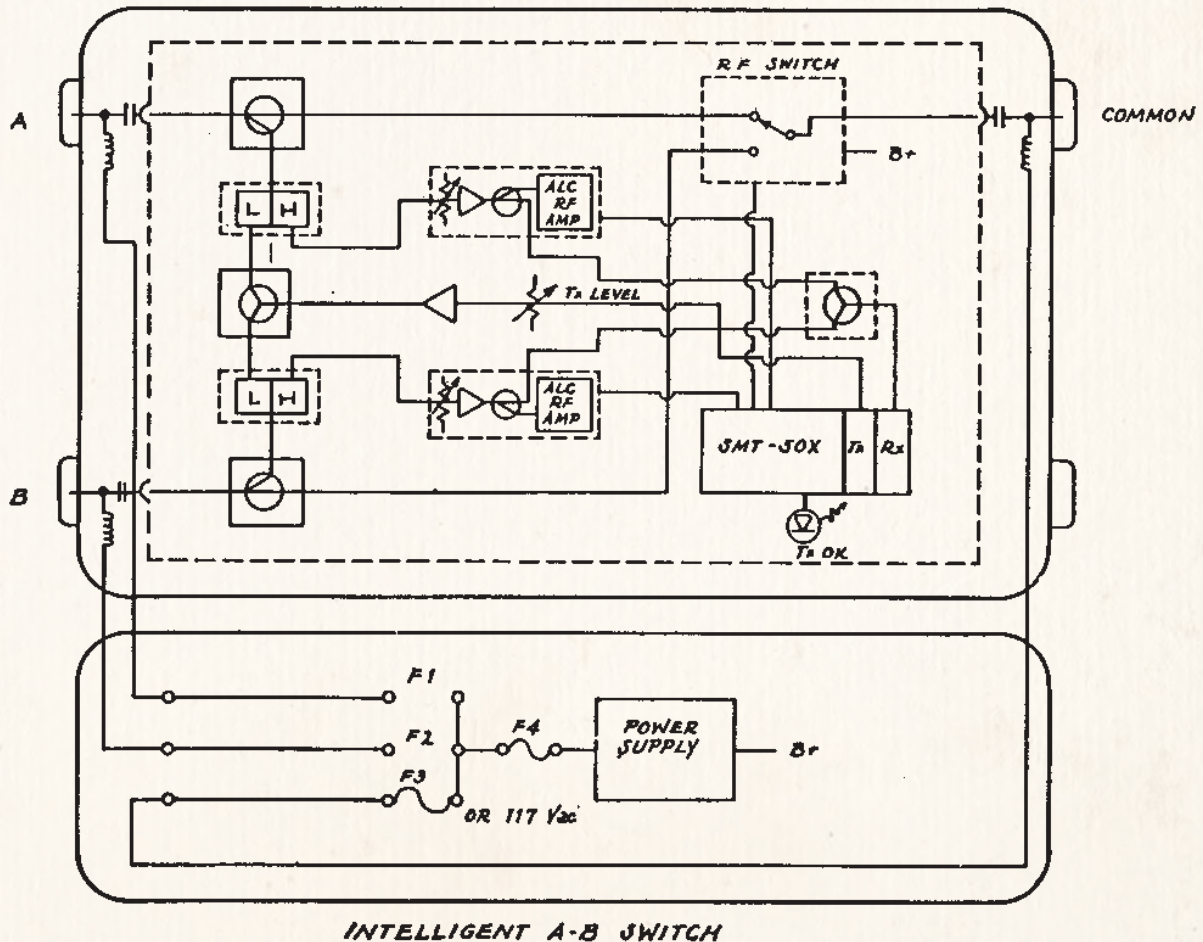 RF SWITCH
A
COMMON
B+
ALC
RF
AMP
L H
Tx LEVEL
L H
ALC
RF
AMP
SMT-50X Tx Rx
B
Tx OK
F1
F2
F4
POWER
SUPPLY
B+
F3
OR 117 Vac
INTELLIGENT A-B SWITCH